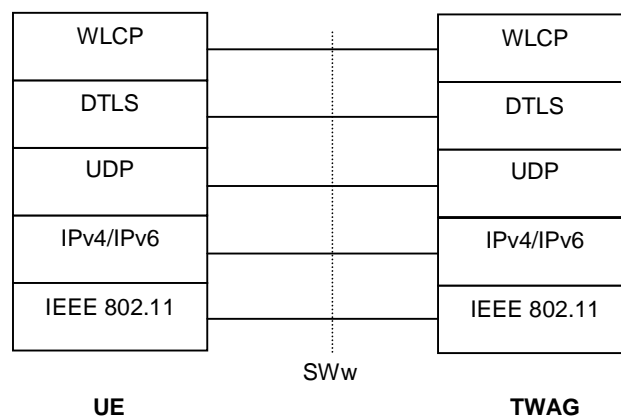 WLCP
DTLS
UDP
IPv4/IPv6
IEEE 802.11
UE
SWw
WLCP
DTLS
UDP
IPv4/IPv6
IEEE 802.11
TWAG